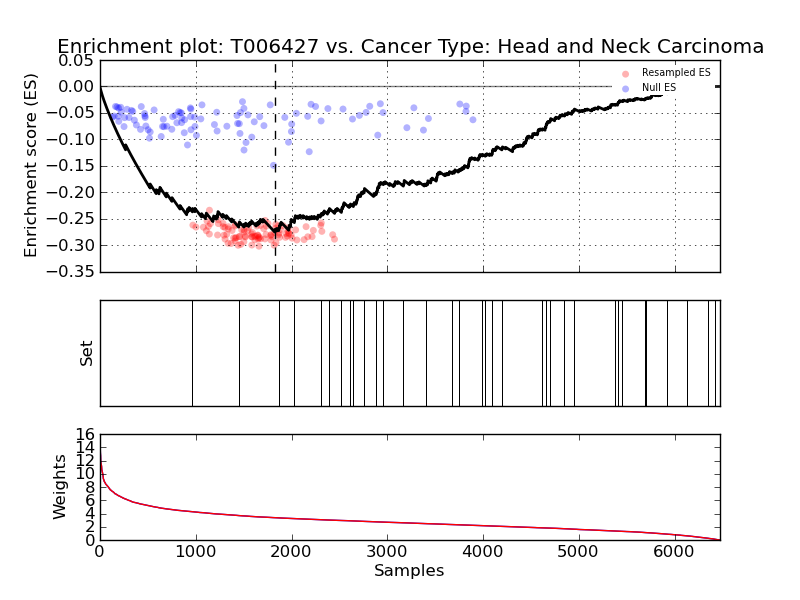 Enrichment plot: T006427 vs. Cancer Type: Head and Neck Carcinoma
0.05
0.00
−0.05
−0.10
−0.15
−0.20
−0.25
−0.30
−0.35
Enrichment score (ES)
Resampled ES
Null ES
Set
16
14
12
10
8
6
4
2
0
Weights
0 1000 2000 3000 4000 5000 6000
Samples